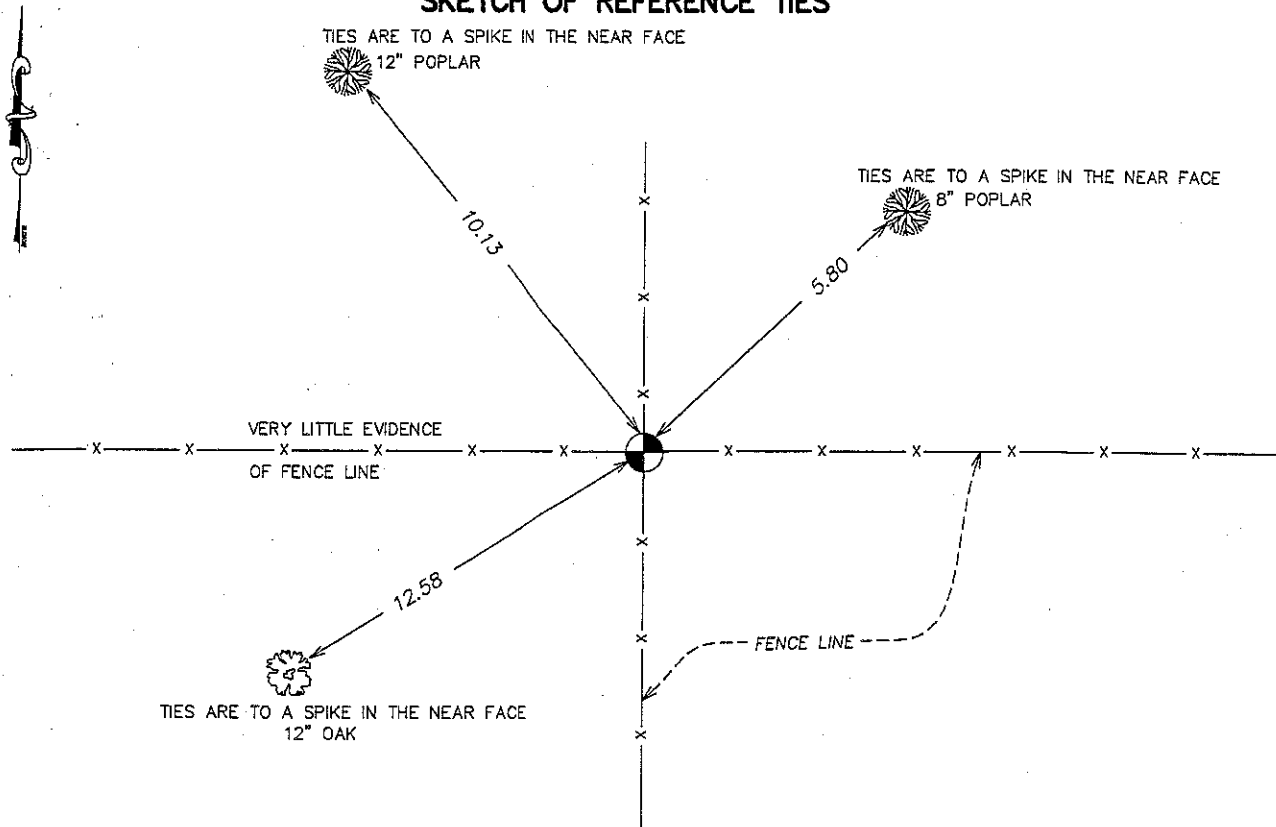 SKETCH OF REFERENCE TIES
TIES ARE TO A SPIKE IN THE NEAR FACE
12" POPLAR
TIES ARE TO A SPIKE IN THE NEAR FACE
8" POPLAR
10.13
5.80
VERY LITTLE EVIDENCE
OF FENCE LINE
12.58
FENCE LINE
TIES ARE TO A SPIKE IN THE NEAR FACE
12" OAK